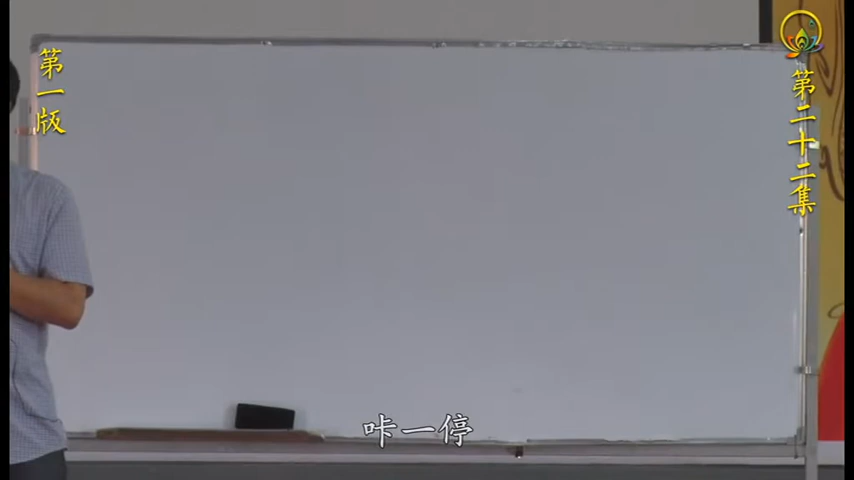 第一版
第二十二集
咔一停